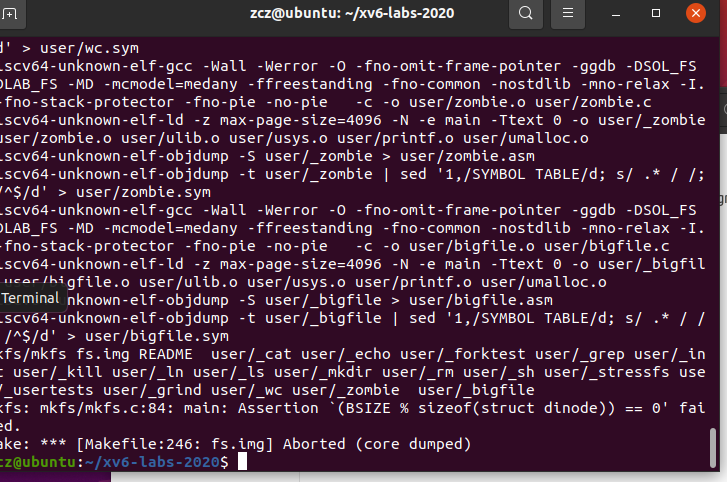 zcz@ubuntu: ~/xv6-labs-2020
d' > user/wc.sym
iscv64-unknown-elf-gcc -Wall -Werror -O -fno-omit-frame-pointer -ggdb -DSOL_FS
OLAB_FS -MD -mcmodel=medany -ffreestanding -fno-common -nostdlib -mno-relax -I.
-fno-stack-protector -fno-pie -no-pie   -c -o user/zombie.o user/zombie.c
iscv64-unknown-elf-ld -z max-page-size=4096 -N -e main -Ttext 0 -o user/_zombie
user/zombie.o user/ulib.o user/usys.o user/printf.o user/umalloc.o
iscv64-unknown-elf-objdump -S user/_zombie > user/zombie.asm
iscv64-unknown-elf-objdump -t user/_zombie | sed '1,/SYMBOL TABLE/d; s/ .* / /;
/^$/d' > user/zombie.sym
iscv64-unknown-elf-gcc -Wall -Werror -O -fno-omit-frame-pointer -ggdb -DSOL_FS
OLAB_FS -MD -mcmodel=medany -ffreestanding -fno-common -nostdlib -mno-relax -I.
-fno-stack-protector -fno-pie -no-pie   -c -o user/bigfile.o user/bigfile.c
iscv64-unknown-elf-ld -z max-page-size=4096 -N -e main -Ttext 0 -o user/_bigfil
user/bigfile.o user/ulib.o user/usys.o user/printf.o user/umalloc.o
Terminal
unknown-elf-objdump -S user/_bigfile > user/bigfile.asm
iscv64-unknown-elf-objdump -t user/_bigfile | sed '1,/SYMBOL TABLE/d; s/ .* / /
/^$/d' > user/bigfile.sym
kfs/mkfs fs.img README  user/_cat user/_echo user/_forktest user/_grep user/_in
t user/_kill user/_ln user/_ls user/_mkdir user/_rm user/_sh user/_stressfs use
/_usertests user/_grind user/_wc user/_zombie  user/_bigfile
kfs: mkfs/mkfs.c:84: main: Assertion `(BSIZE % sizeof(struct dinode)) == 0' fai
ed.
ake: *** [Makefile:246: fs.img] Aborted (core dumped)
cz@ubuntu:~/xv6-labs-2020$